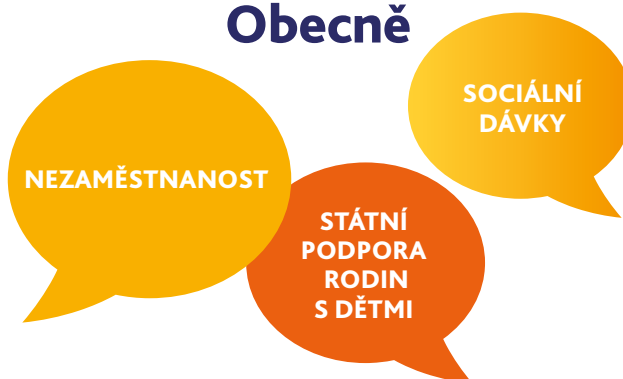 Obecně
SOCIÁLNÍ
DÁVKY
NEZAMĚSTNANOST
STÁTNÍ
PODPORA
RODIN
S DĚTMI